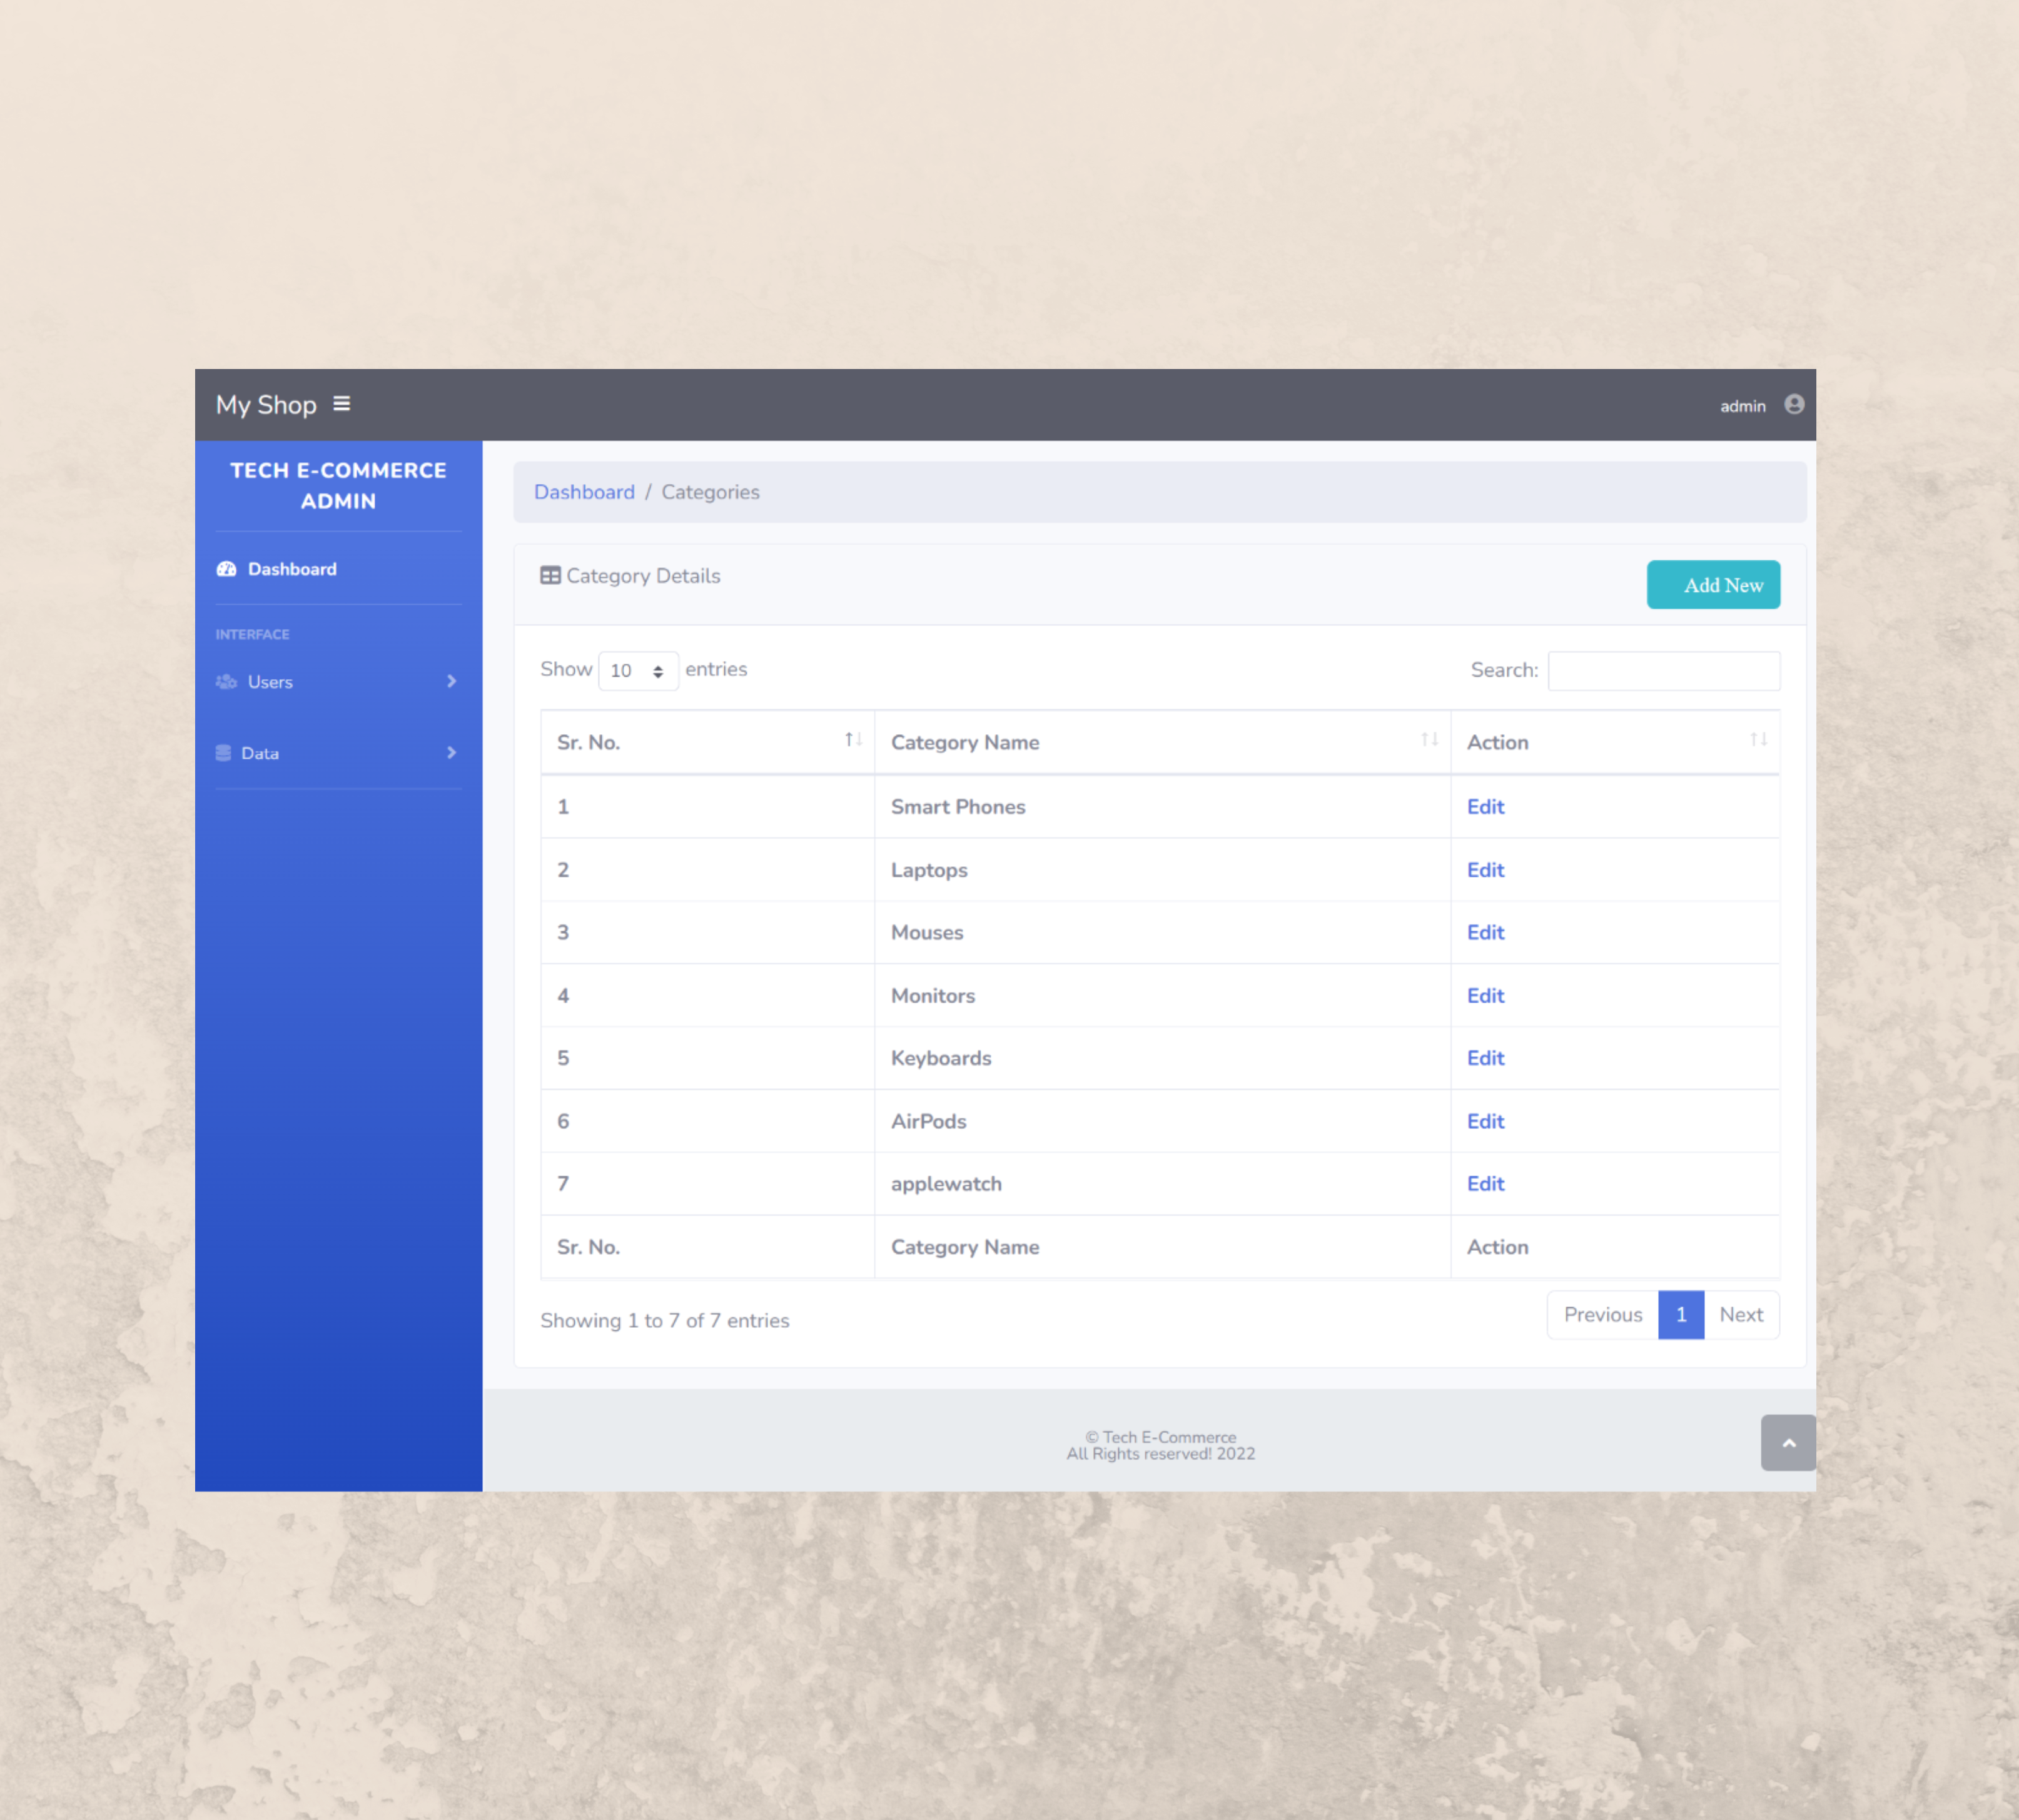 My Shop
admin
TECH E-COMMERCE
ADMIN
Dashboard
INTERFACE
Users
Data
Dashboard / Categories
Category Details
Add New
Show 10 entries
Search:
Sr. No. Category Name Action
1 Smart Phones Edit
2 Laptops Edit
3 Mouses Edit
4 Monitors Edit
5 Keyboards Edit
6 AirPods Edit
7 applewatch Edit
Sr. No. Category Name Action
Showing 1 to 7 of 7 entries
Previous 1 Next
© Tech E-Commerce
All Rights reserved! 2022